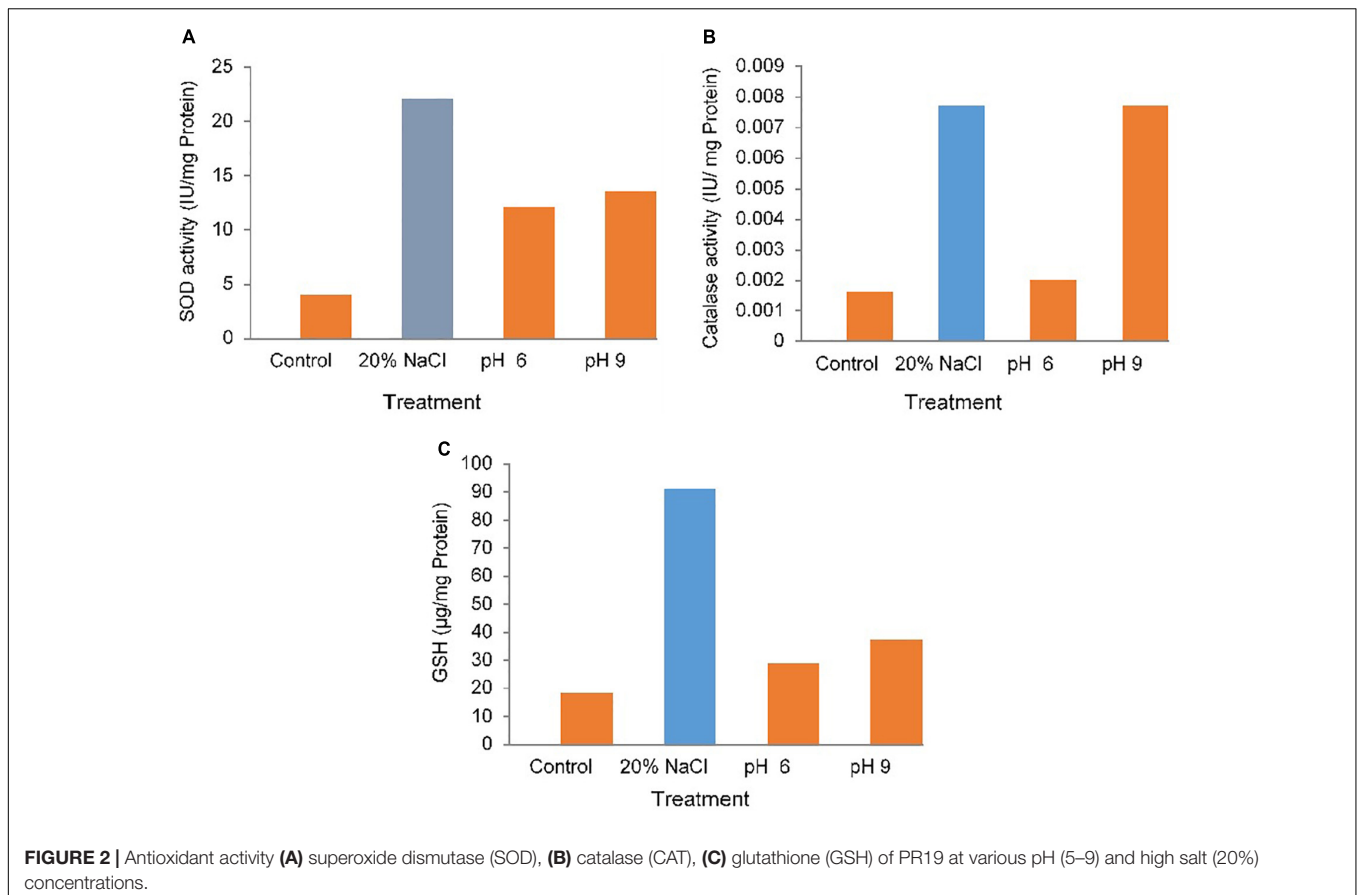 A
SOD activity (IU/mg Protein)
25
20
15
10
5
0
Control 20% NaCl pH 6 pH 9
Treatment
B
Catalase activity (IU/ mg Protein)
0.009
0.008
0.007
0.006
0.005
0.004
0.003
0.002
0.001
0
Control 20% NaCl pH 6 pH 9
Treatment
C
GSH (µg/mg Protein)
100
90
80
70
60
50
40
30
20
10
0
Control 20% NaCl pH 6 pH 9
Treatment
FIGURE 2 | Antioxidant activity (A) superoxide dismutase (SOD), (B) catalase (CAT), (C) glutathione (GSH) of PR19 at various pH (5–9) and high salt (20%)
concentrations.